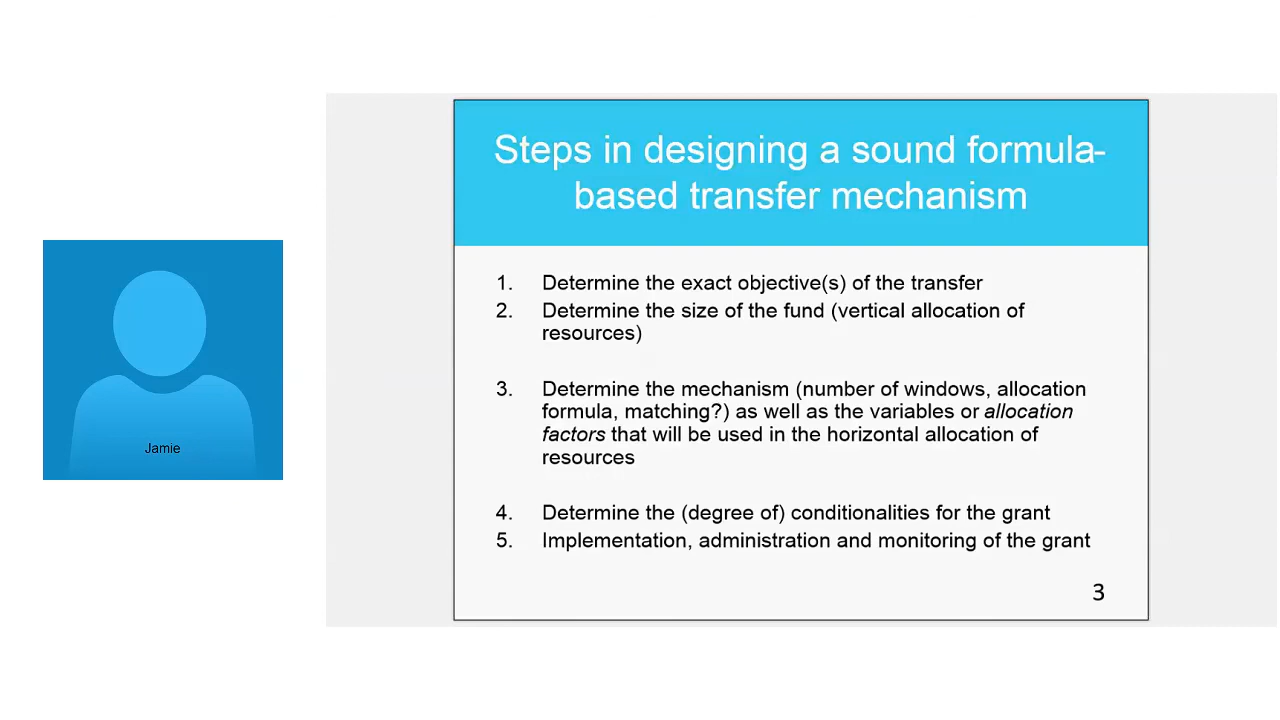 Steps in designing a sound formula-
based transfer mechanism
1. Determine the exact objective(s) of the transfer
2. Determine the size of the fund (vertical allocation of
resources)
3. Determine the mechanism (number of windows, allocation
formula, matching?) as well as the variables or allocation
factors that will be used in the horizontal allocation of
resources
4. Determine the (degree of) conditionalities for the grant
5. Implementation, administration and monitoring of the grant
3
Jamie